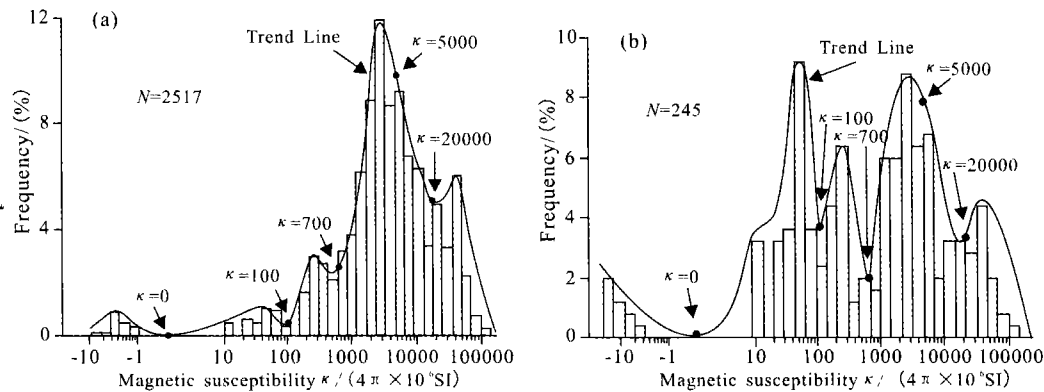 (a)
12
Trend Line
κ=5000
N=2517
8
κ=20000
Frequency/(%)
4
κ=700
κ=100
κ=0
0
-10 -1 10 100 1000 10000 100000
Magnetic susceptibility κ/(4π×10⁻⁶SI)
(b)
10
Trend Line
κ=5000
8
κ=100
N=245
κ=700
6
κ=20000
Frequency/(%)
4
2
κ=0
0
-10 -1 10 100 1000 10000 100000
Magnetic susceptibility κ/(4π×10⁻⁶SI)